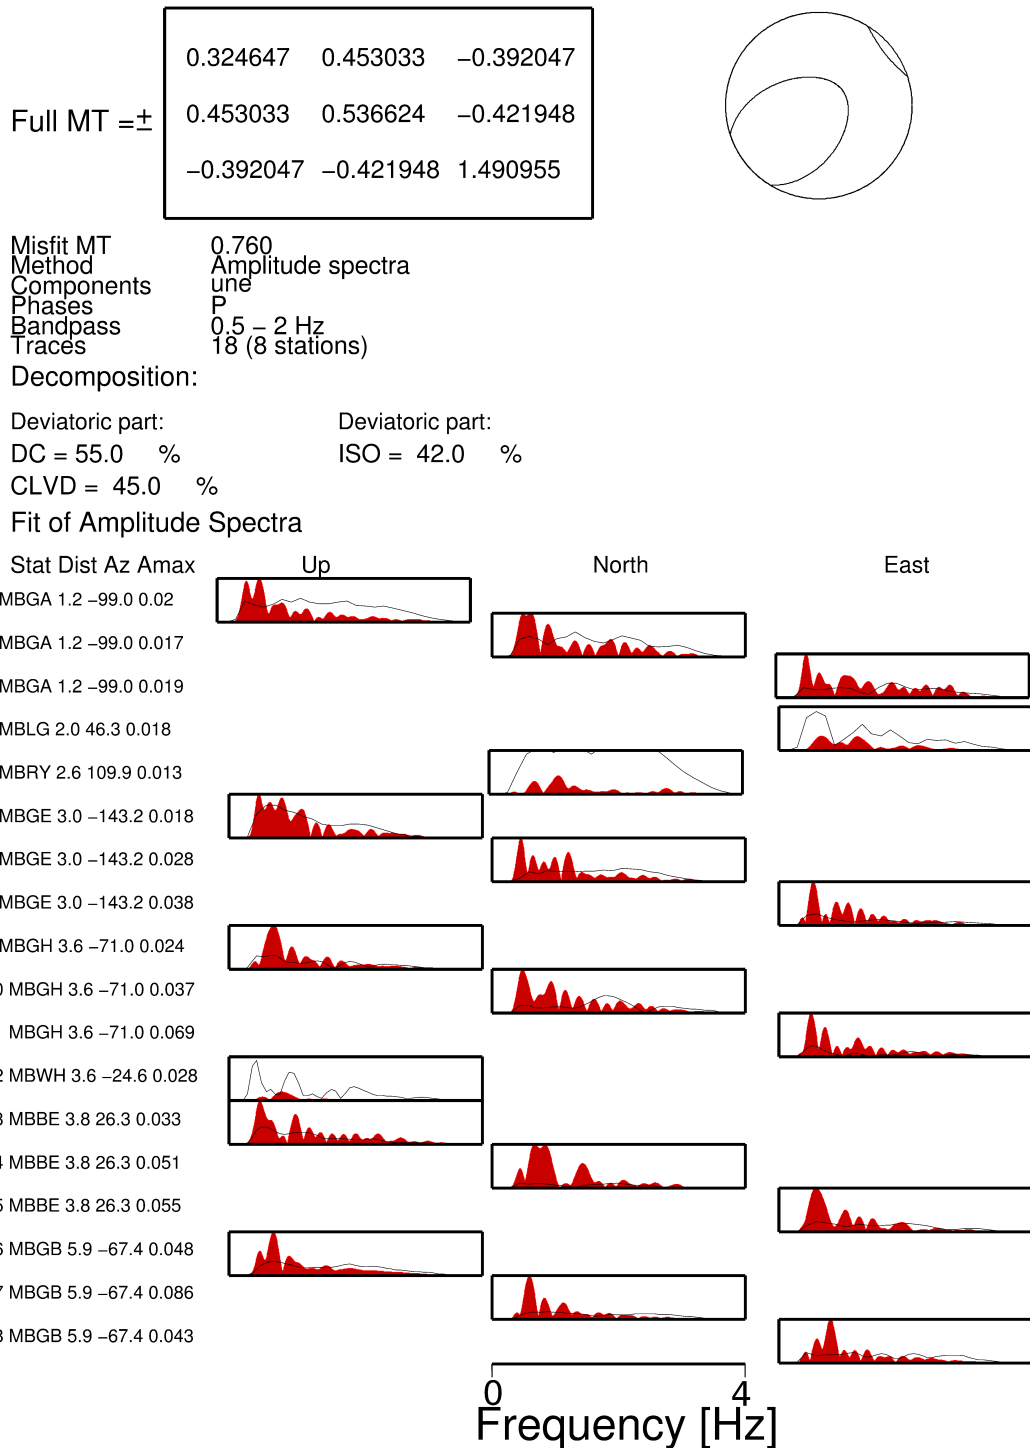 0.324647 0.453033 −0.392047
Full MT =±
0.453033 0.536624 −0.421948
−0.392047 −0.421948 1.490955
Misfit MT 0.760
Method Amplitude spectra
Components une
Phases P
Bandpass 0.5 − 2 Hz
Traces 18 (8 stations)
Decomposition:
Deviatoric part: Deviatoric part:
DC = 55.0 % ISO = 42.0 %
CLVD = 45.0 %
Fit of Amplitude Spectra
Stat Dist Az Amax Up North East
MBGA 1.2 −99.0 0.02
MBGA 1.2 −99.0 0.017
MBGA 1.2 −99.0 0.019
MBLG 2.0 46.3 0.018
MBRY 2.6 109.9 0.013
MBGE 3.0 −143.2 0.018
MBGE 3.0 −143.2 0.028
MBGE 3.0 −143.2 0.038
MBGH 3.6 −71.0 0.024
0 MBGH 3.6 −71.0 0.037
MBGH 3.6 −71.0 0.069
2 MBWH 3.6 −24.6 0.028
3 MBBE 3.8 26.3 0.033
4 MBBE 3.8 26.3 0.051
5 MBBE 3.8 26.3 0.055
6 MBGB 5.9 −67.4 0.048
7 MBGB 5.9 −67.4 0.086
8 MBGB 5.9 −67.4 0.043
0 4
Frequency [Hz]